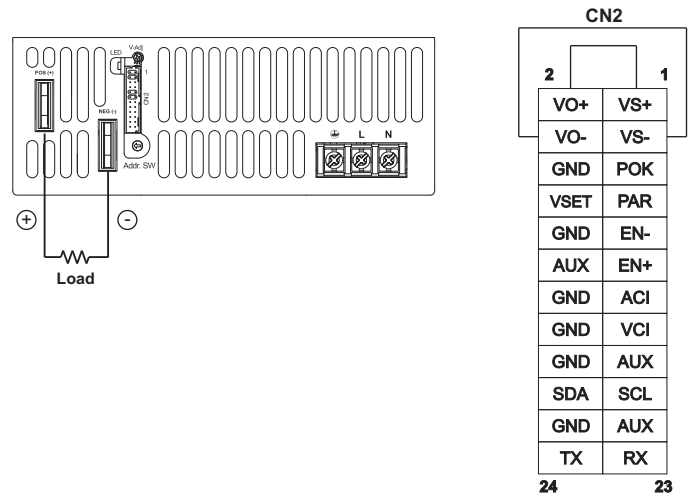 CN2
LED V-Adj
POS (+)
1
CN2
NEG (-)
L N
Addr. SW
+ -
Load
2 1
VO+ VS+
VO- VS-
GND POK
VSET PAR
GND EN-
AUX EN+
GND ACI
GND VCI
GND AUX
SDA SCL
GND AUX
TX RX
24 23